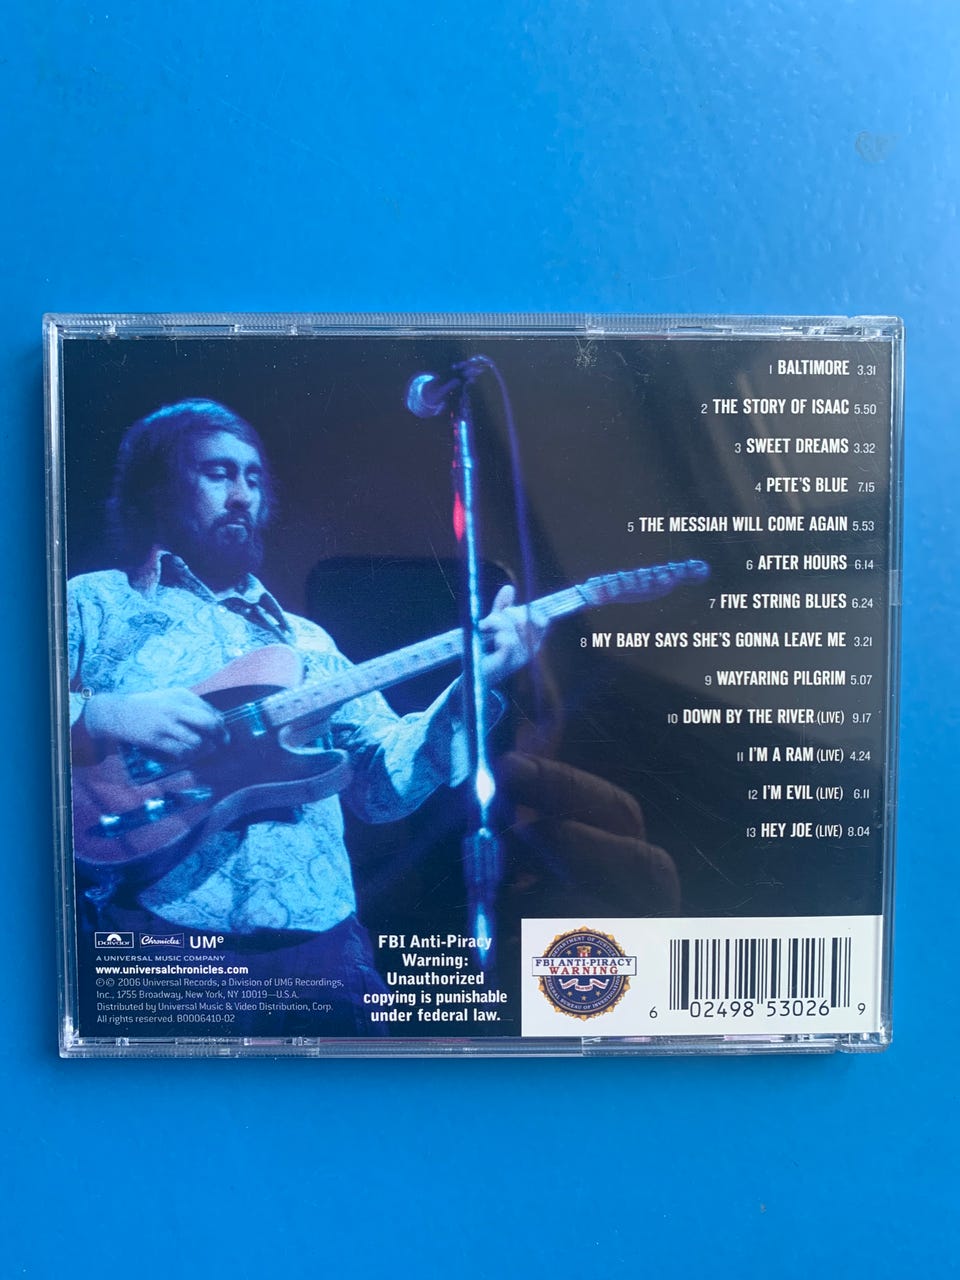 1 BALTIMORE 3.31
2 THE STORY OF ISAAC 5.50
3 SWEET DREAMS 3.32
4 PETE'S BLUE 7.15
5 THE MESSIAH WILL COME AGAIN 5.53
6 AFTER HOURS 6.14
7 FIVE STRING BLUES 6.24
8 MY BABY SAYS SHE'S GONNA LEAVE ME 3.21
9 WAYFARING PILGRIM 5.07
10 DOWN BY THE RIVER (LIVE) 9.17
11 I'M A RAM (LIVE) 4.24
12 I'M EVIL (LIVE) 6.11
13 HEY JOE (LIVE) 8.04
Polydor Chronicles UMe
A UNIVERSAL MUSIC COMPANY
www.universalchronicles.com
℗© 2006 Universal Records, a Division of UMG Recordings,
Inc., 1755 Broadway, New York, NY 10019—U.S.A.
Distributed by Universal Music & Video Distribution, Corp.
All rights reserved. B0006410-02
FBI Anti-Piracy
Warning:
Unauthorized
copying is punishable
under federal law.
DEPARTMENT OF JUSTICE
FBI ANTI-PIRACY
WARNING
FEDERAL BUREAU OF INVESTIGATION
6 02498 53026 9